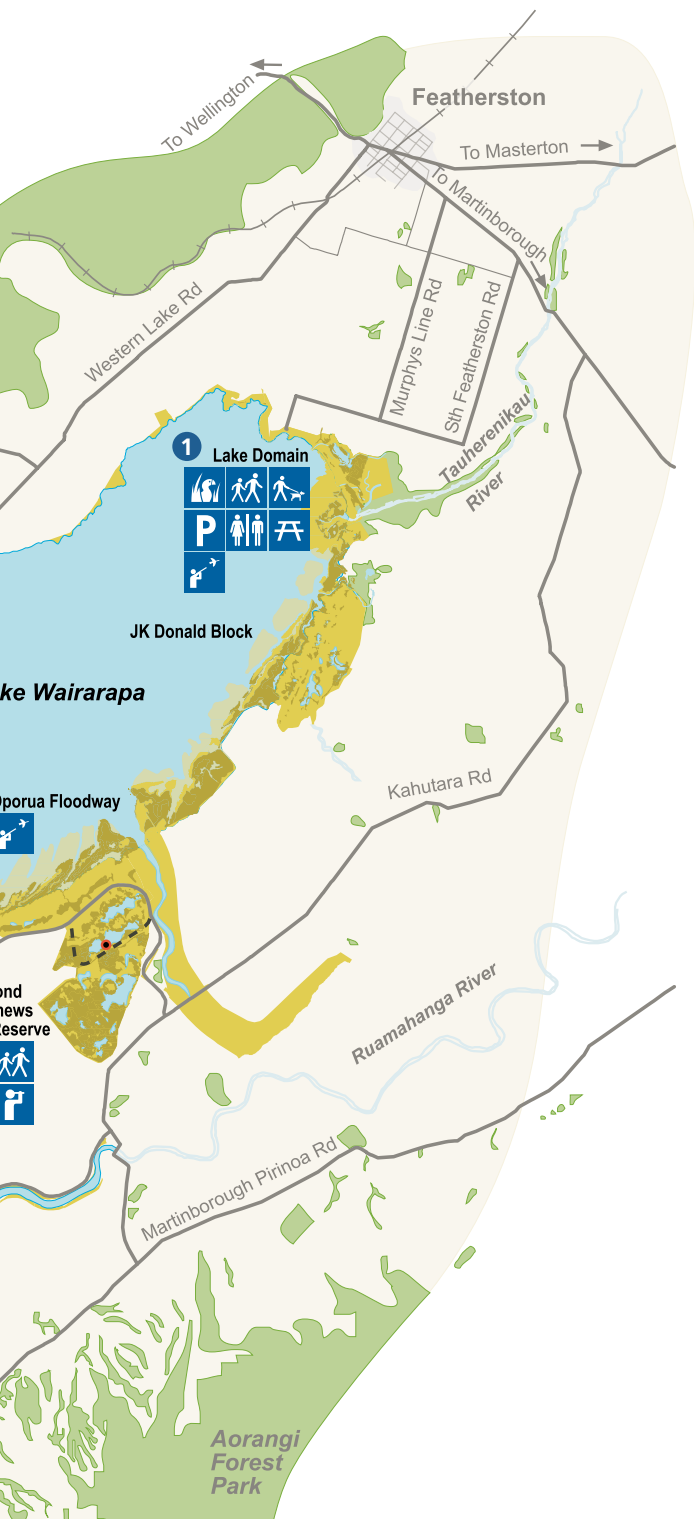 Featherston
To Wellington
To Masterton
To Martinborough
Western Lake Rd
Murphys Line Rd
Sth Featherston Rd
1
Lake Domain
P
Tauherenikau
River
JK Donald Block
ke Wairarapa
Kahutara Rd
Oporua Floodway
ond
hews
Reserve
Ruamahanga River
Martinborough Pirinoa Rd
Aorangi
Forest
Park